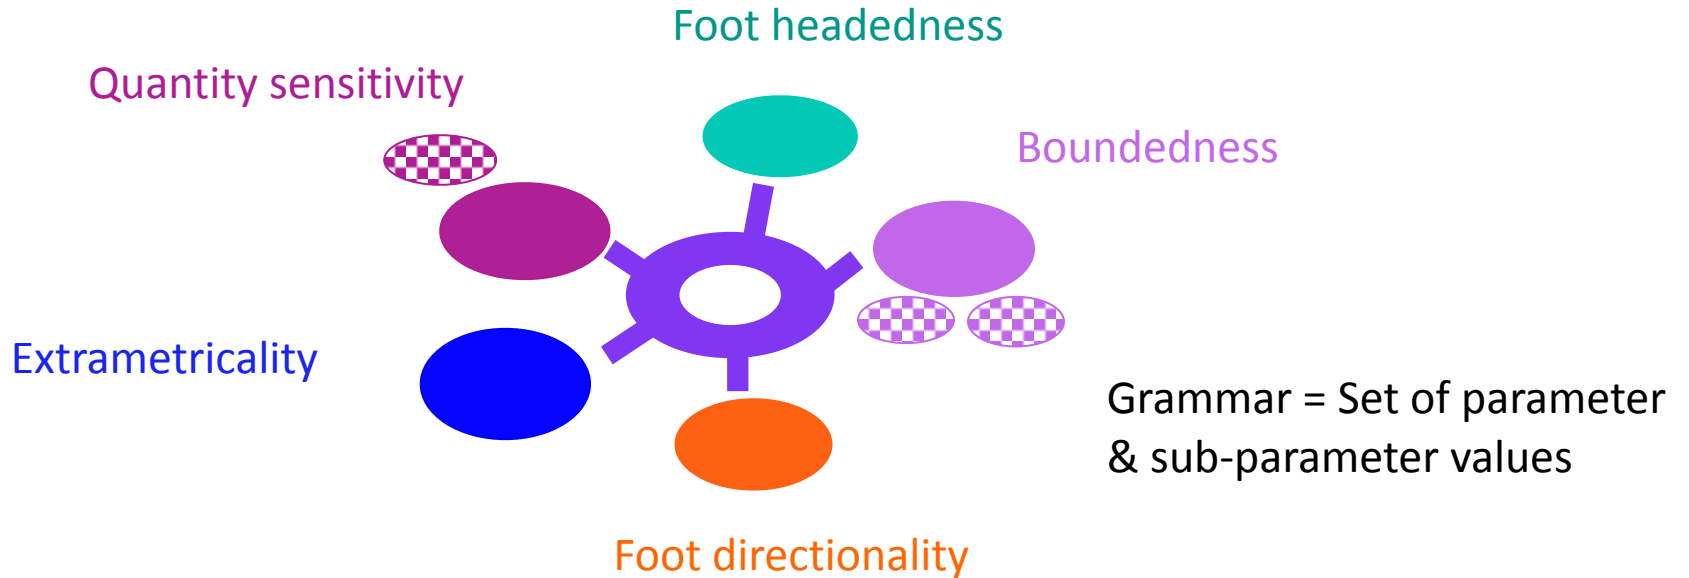 Foot headedness
Quantity sensitivity
Boundedness
Extrametricality
Grammar = Set of parameter
& sub-parameter values
Foot directionality